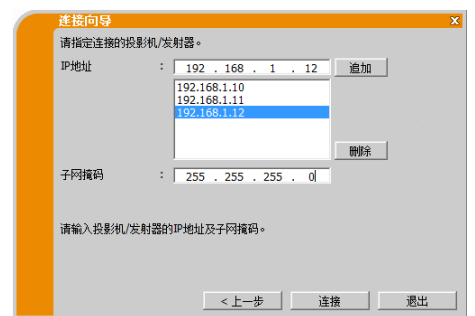 连接向导 x
请指定连接的投影机/发射器。
IP地址 : 192 . 168 . 1 . 12 追加
192.168.1.10
192.168.1.11
192.168.1.12
删除
子网掩码 : 255 . 255 . 255 . 0
请输入投影机/发射器的IP地址及子网掩码。
< 上一步 连接 退出